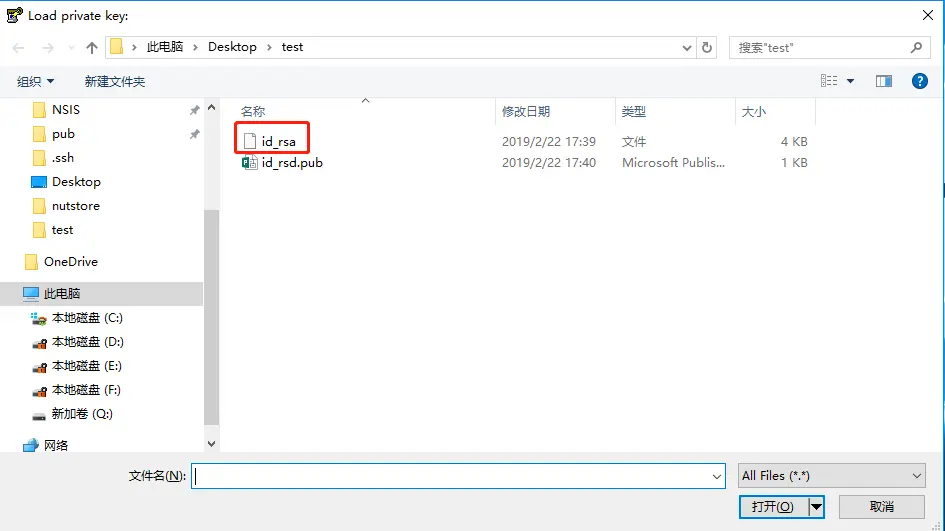 Load private key:
此电脑 › Desktop › test
搜索"test"
组织 新建文件夹
NSIS
pub
.ssh
Desktop
nutstore
test
OneDrive
此电脑
本地磁盘 (C:)
本地磁盘 (D:)
本地磁盘 (E:)
本地磁盘 (F:)
新加卷 (Q:)
网络
名称 修改日期 类型 大小
id_rsa 2019/2/22 17:39 文件 4 KB
id_rsd.pub 2019/2/22 17:40 Microsoft Publis... 1 KB
文件名(N): All Files (*.*)
打开(O) 取消